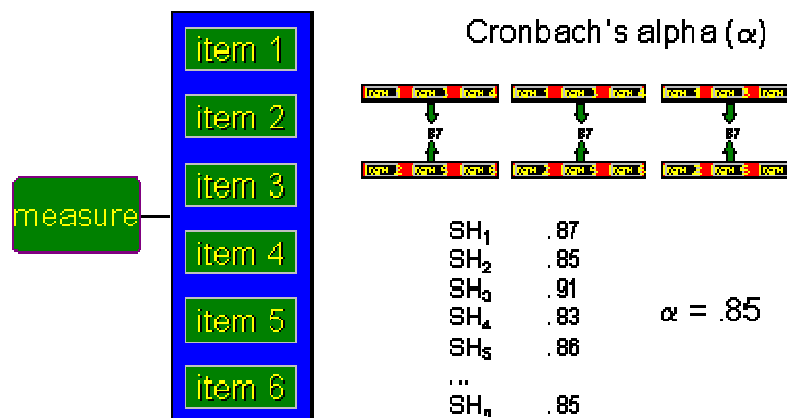 Cronbach's alpha (α)
measure
item 1
item 2
item 3
item 4
item 5
item 6
.87 .87 .87
SH₁ .87
SH₂ .85
SH₃ .91
SH₄ .83
SH₅ .86
...
SHₙ .85
α = .85